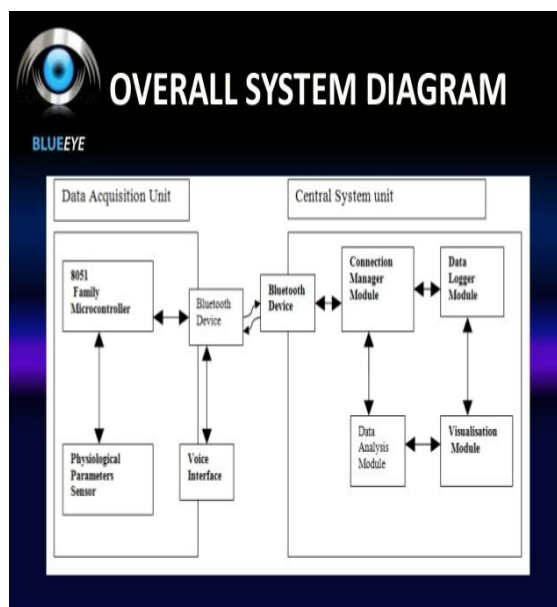 OVERALL SYSTEM DIAGRAM
BLUEEYE
Data Acquisition Unit
Central System unit
8051
Family
Microcontroller
Bluetooth
Device
Bluetooth
Device
Connection
Manager
Module
Data
Logger
Module
Physiological
Parameters
Sensor
Voice
Interface
Data
Analysis
Module
Visualisation
Module